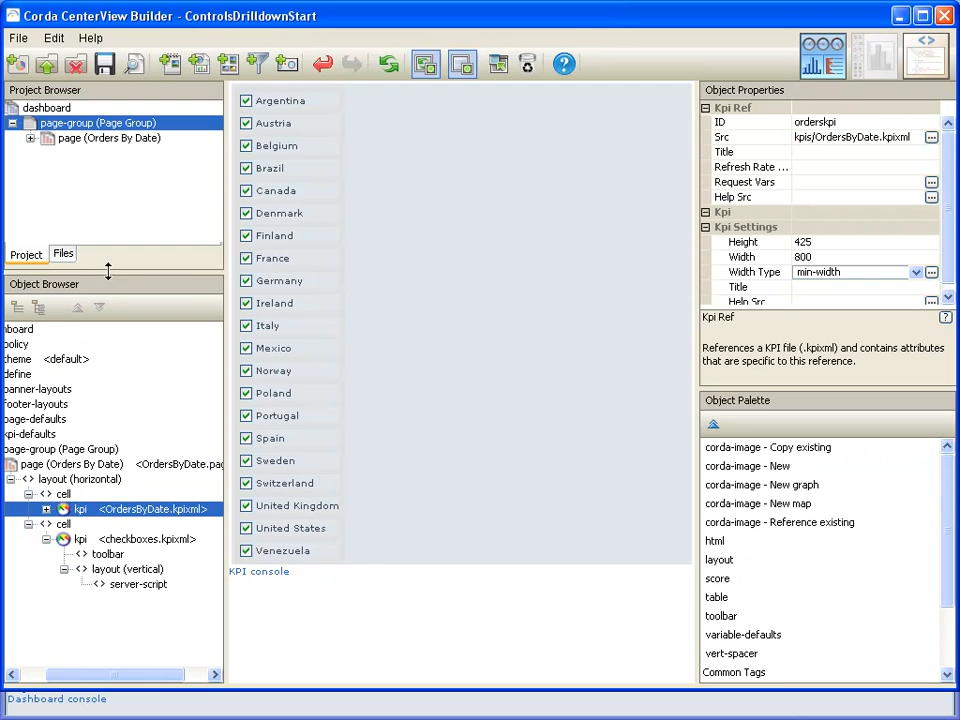 Corda CenterView Builder - ControlsDrilldownStart
File Edit Help
Project Browser
dashboard
page-group (Page Group)
page (Orders By Date)
Project Files
Object Browser
hboard
policy
theme <default>
define
banner-layouts
footer-layouts
page-defaults
kpi-defaults
page-group (Page Group)
page (Orders By Date) <OrdersByDate.pag
<> layout (horizontal)
<> cell
kpi <OrdersByDate.kpixml>
<> cell
kpi <checkboxes.kpixml>
<> toolbar
<> layout (vertical)
<> server-script
Dashboard console
Argentina
Austria
Belgium
Brazil
Canada
Denmark
Finland
France
Germany
Ireland
Italy
Mexico
Norway
Poland
Portugal
Spain
Sweden
Switzerland
United Kingdom
United States
Venezuela
KPI console
Object Properties
Kpi Ref
ID orderskpi
Src kpis/OrdersByDate.kpixml
Title
Refresh Rate ...
Request Vars
Help Src
Kpi
Kpi Settings
Height 425
Width 800
Width Type min-width
Title
Help Src
Kpi Ref
References a KPI file (.kpixml) and contains attributes
that are specific to this reference.
Object Palette
corda-image - Copy existing
corda-image - New
corda-image - New graph
corda-image - New map
corda-image - Reference existing
html
layout
score
table
toolbar
variable-defaults
vert-spacer
Common Tags